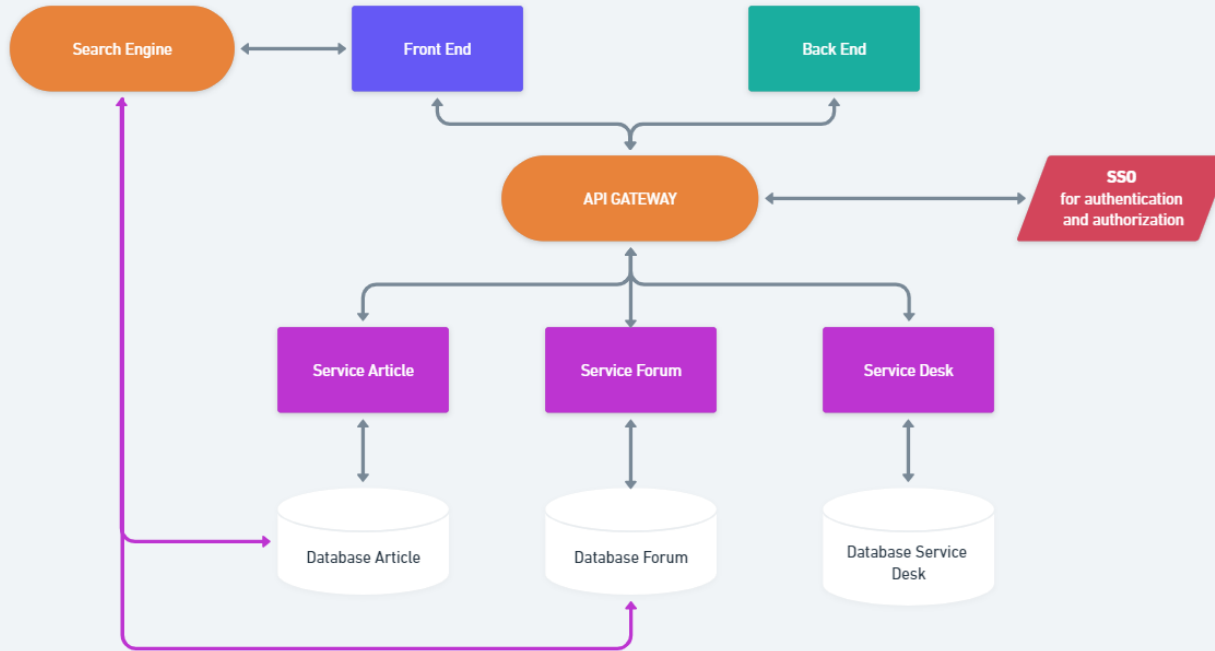 Search Engine
Front End
Back End
API GATEWAY
SSO
for authentication
and authorization
Service Article
Service Forum
Service Desk
Database Article
Database Forum
Database Service
Desk